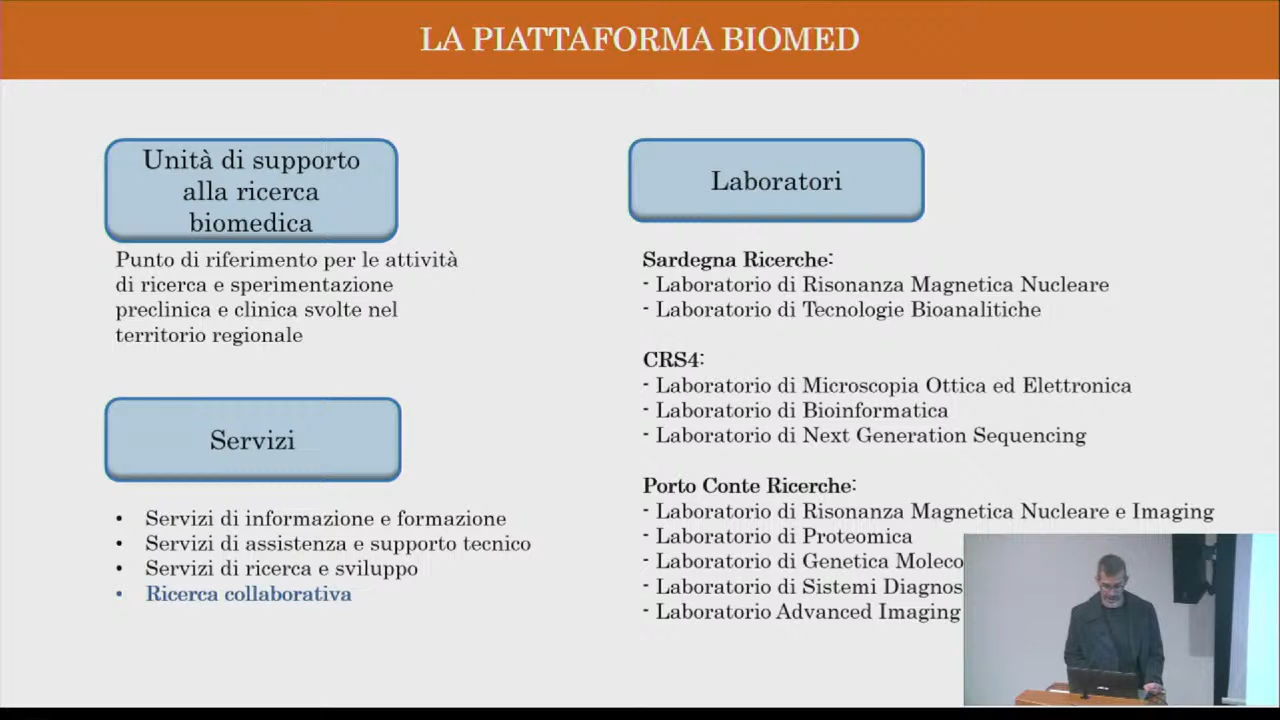 LA PIATTAFORMA BIOMED
Unità di supporto
alla ricerca
biomedica
Punto di riferimento per le attività
di ricerca e sperimentazione
preclinica e clinica svolte nel
territorio regionale
Servizi
• Servizi di informazione e formazione
• Servizi di assistenza e supporto tecnico
• Servizi di ricerca e sviluppo
• Ricerca collaborativa
Laboratori
Sardegna Ricerche:
- Laboratorio di Risonanza Magnetica Nucleare
- Laboratorio di Tecnologie Bioanalitiche
CRS4:
- Laboratorio di Microscopia Ottica ed Elettronica
- Laboratorio di Bioinformatica
- Laboratorio di Next Generation Sequencing
Porto Conte Ricerche:
- Laboratorio di Risonanza Magnetica Nucleare e Imaging
- Laboratorio di Proteomica
- Laboratorio di Genetica Moleco
- Laboratorio di Sistemi Diagnos
- Laboratorio Advanced Imaging